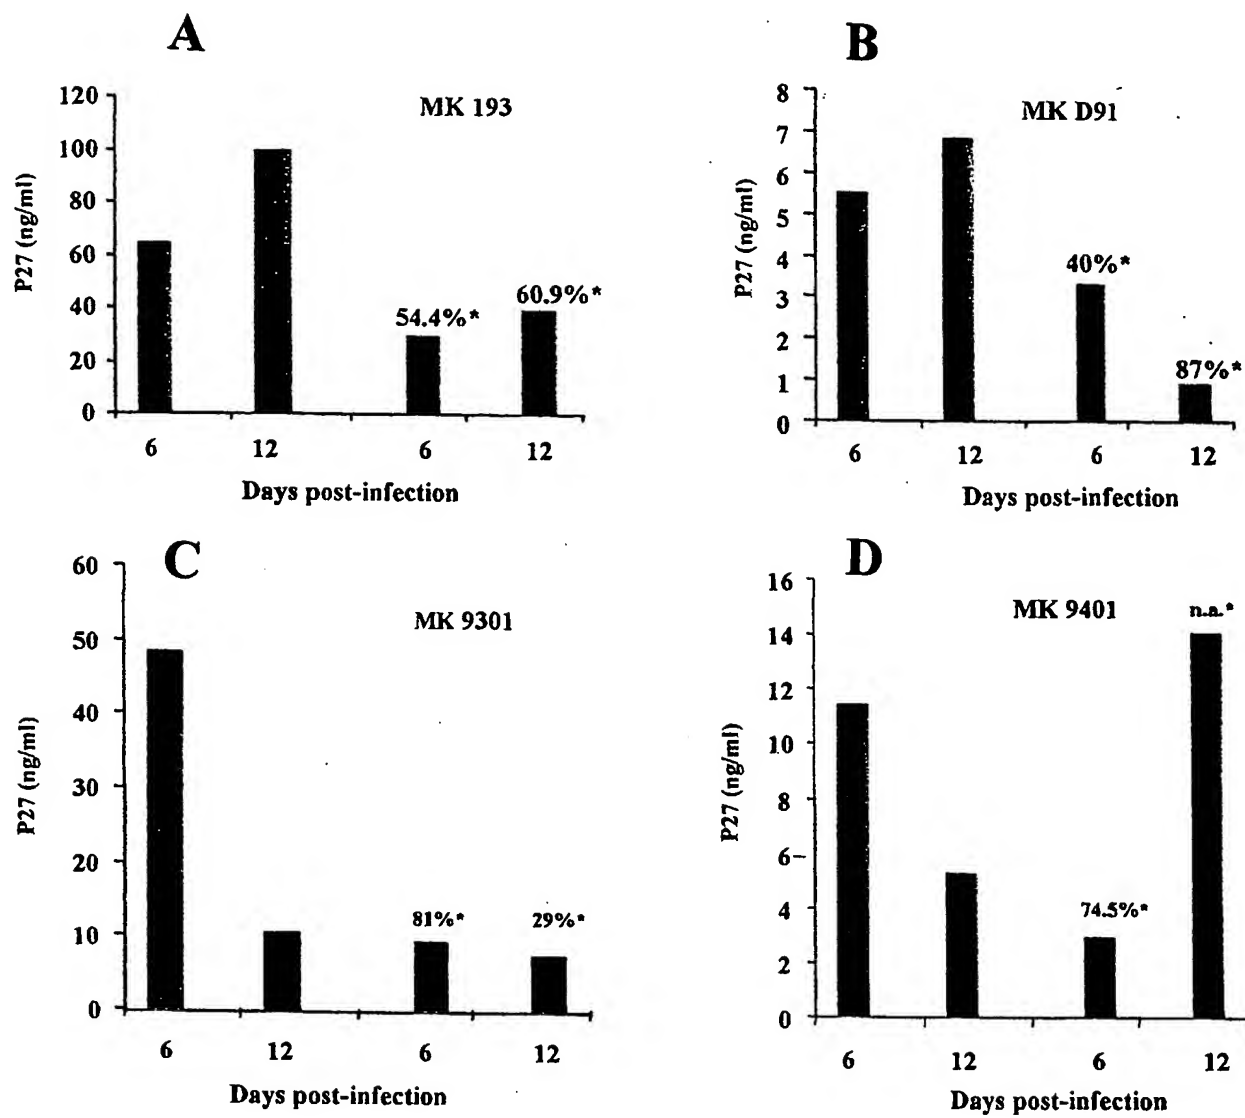 A
MK 193
P27 (ng/ml)
120
100
80
60
40
20
0
54.4%*
60.9%*
6 12 6 12
Days post-infection
B
MK D91
P27 (ng/ml)
8
7
6
5
4
3
2
1
0
40%*
87%*
6 12 6 12
Days post-infection
C
MK 9301
P27 (ng/ml)
60
50
40
30
20
10
0
81%*
29%*
6 12 6 12
Days post-infection
D
MK 9401
P27 (ng/ml)
16
14
12
10
8
6
4
2
0
74.5%*
n.a.*
6 12 6 12
Days post-infection